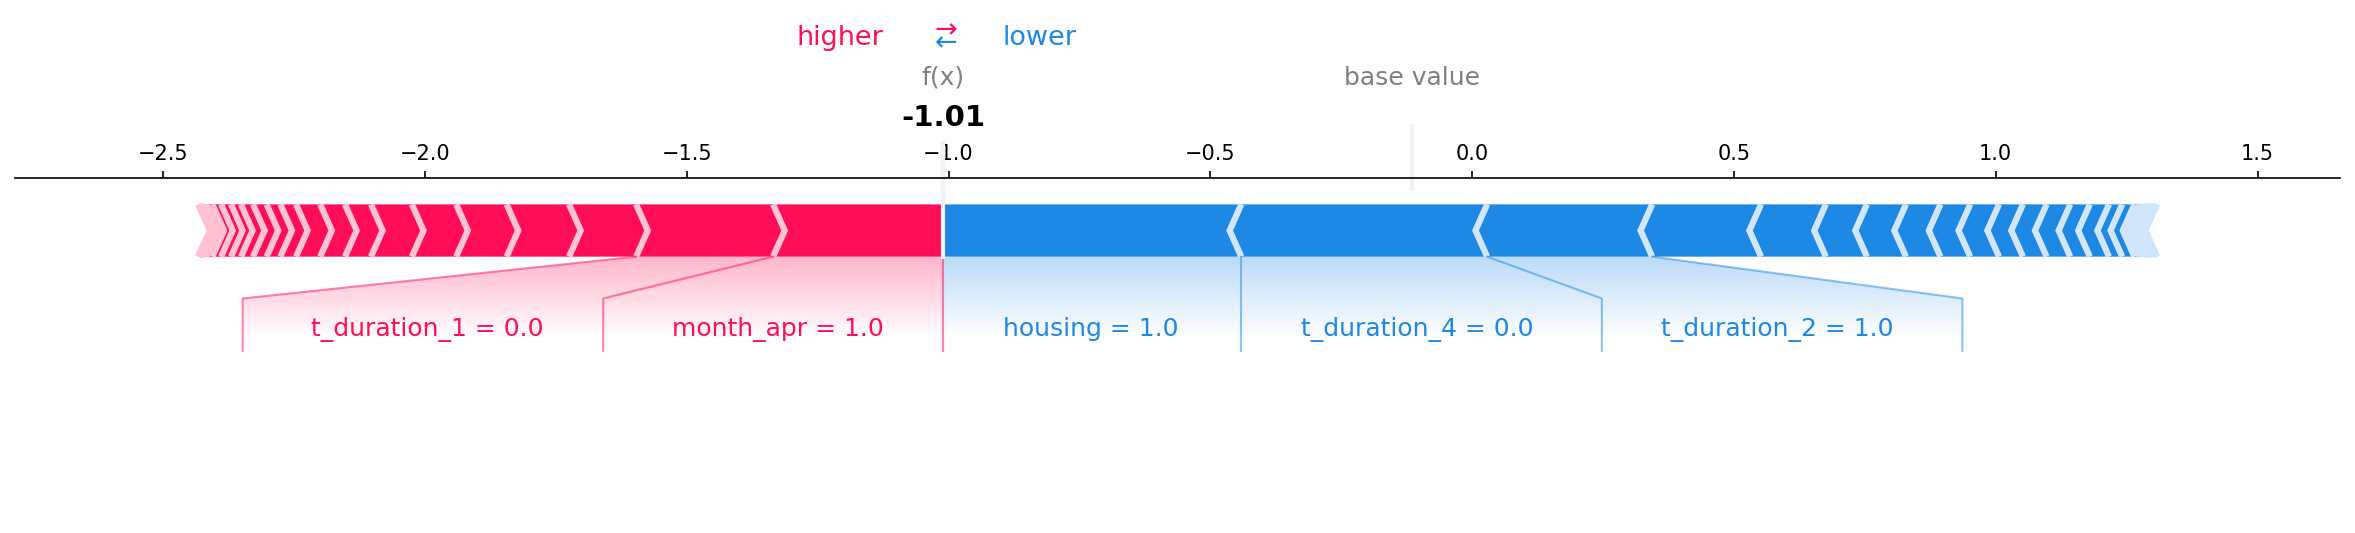 higher ⇄ lower
f(x) base value
-1.01
−2.5 −2.0 −1.5 −1.0 −0.5 0.0 0.5 1.0 1.5
t_duration_1 = 0.0 month_apr = 1.0 housing = 1.0 t_duration_4 = 0.0 t_duration_2 = 1.0